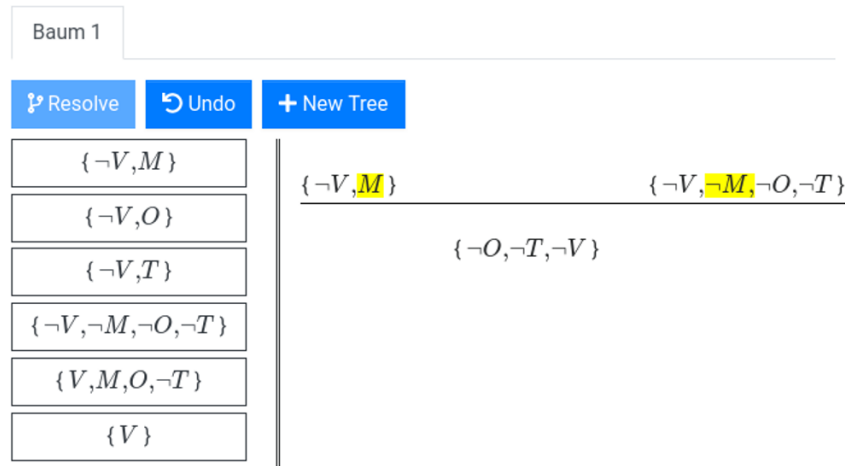 Baum 1
Resolve Undo New Tree
{¬V,M}
{¬V,O}
{¬V,T}
{¬V,¬M,¬O,¬T}
{V,M,O,¬T}
{V}
{¬V,M} {¬V,¬M,¬O,¬T}
{¬O,¬T,¬V}